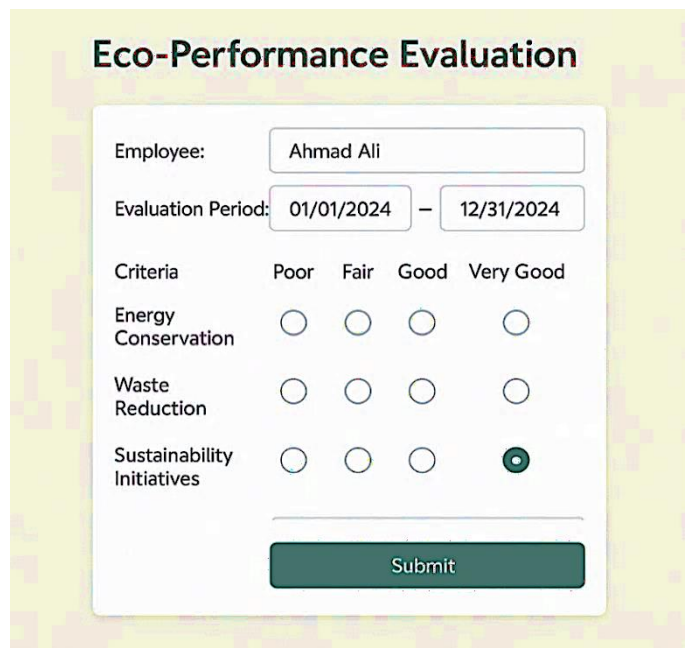 Eco-Performance Evaluation
Employee: Ahmad Ali
Evaluation Period: 01/01/2024 – 12/31/2024
Criteria Poor Fair Good Very Good
Energy
Conservation
Waste
Reduction
Sustainability
Initiatives
Submit